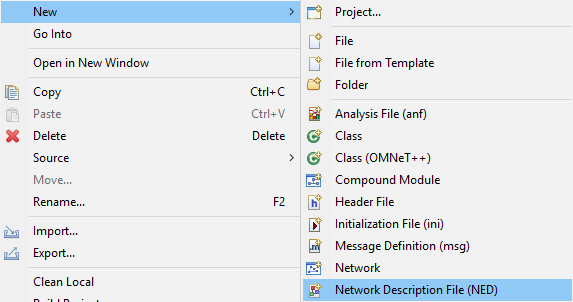 New
Go Into
Open in New Window
Copy Ctrl+C
Paste Ctrl+V
Delete Delete
Source
Move...
Rename... F2
Import...
Export...
Clean Local
Project...
File
File from Template
Folder
Analysis File (anf)
Class
Class (OMNeT++)
Compound Module
Header File
Initialization File (ini)
Message Definition (msg)
Network
Network Description File (NED)